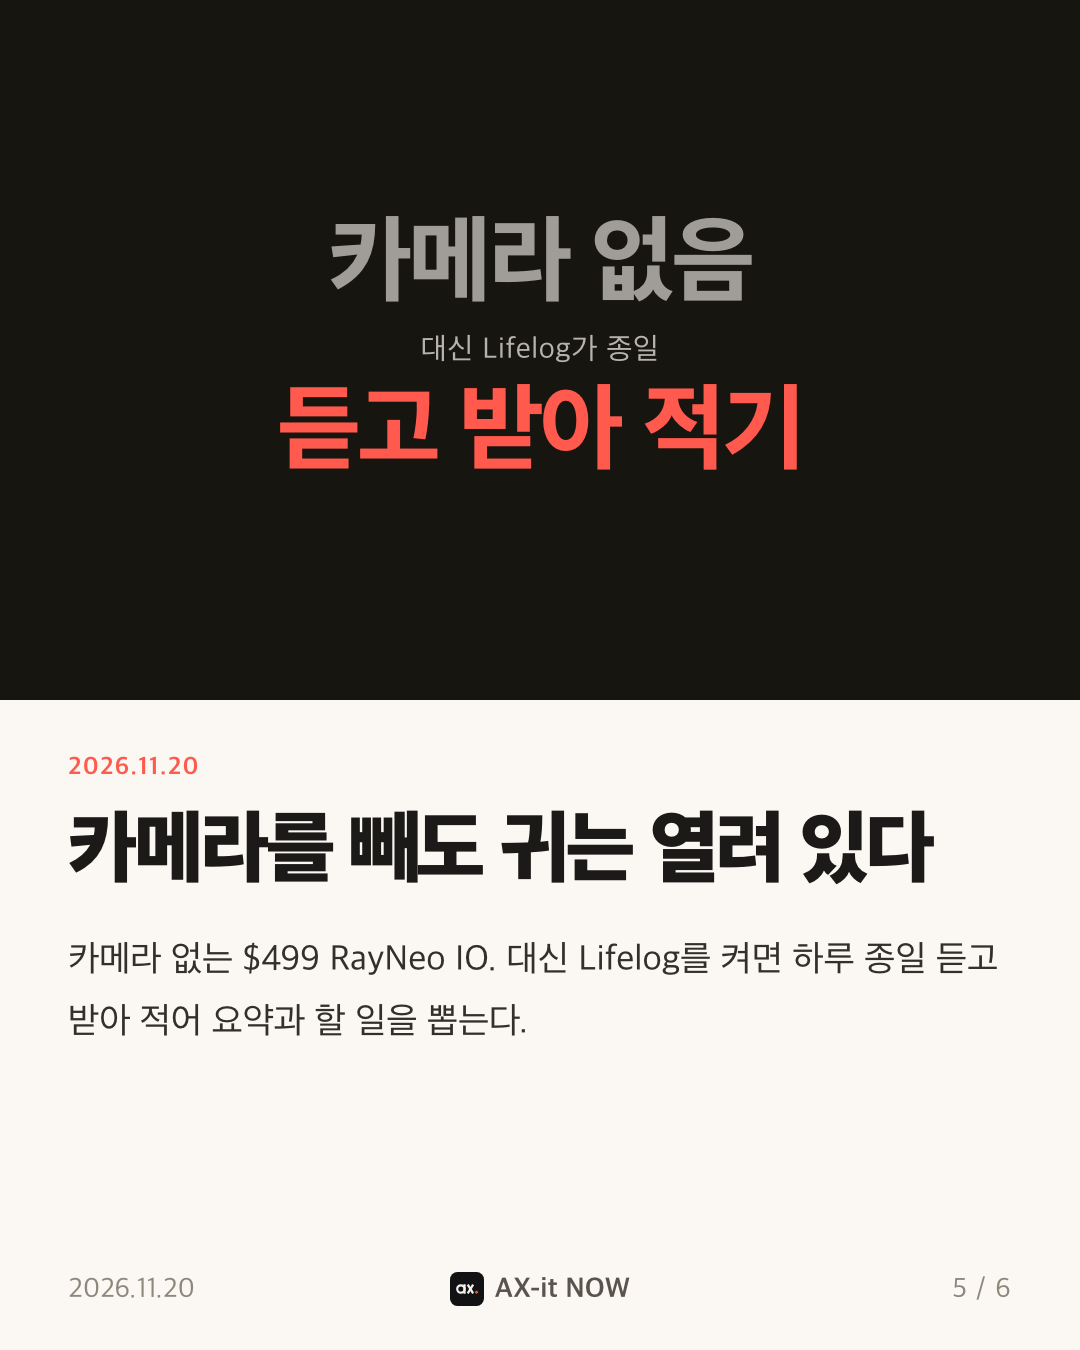 카메라 없음
대신 Lifelog가 종일
듣고 받아 적기
2026.11.20
카메라를 빼도 귀는 열려 있다
카메라 없는 $499 RayNeo IO. 대신 Lifelog를 켜면 하루 종일 듣고
받아 적어 요약과 할 일을 뽑는다.
2026.11.20
ax. AX-it NOW
5 / 6